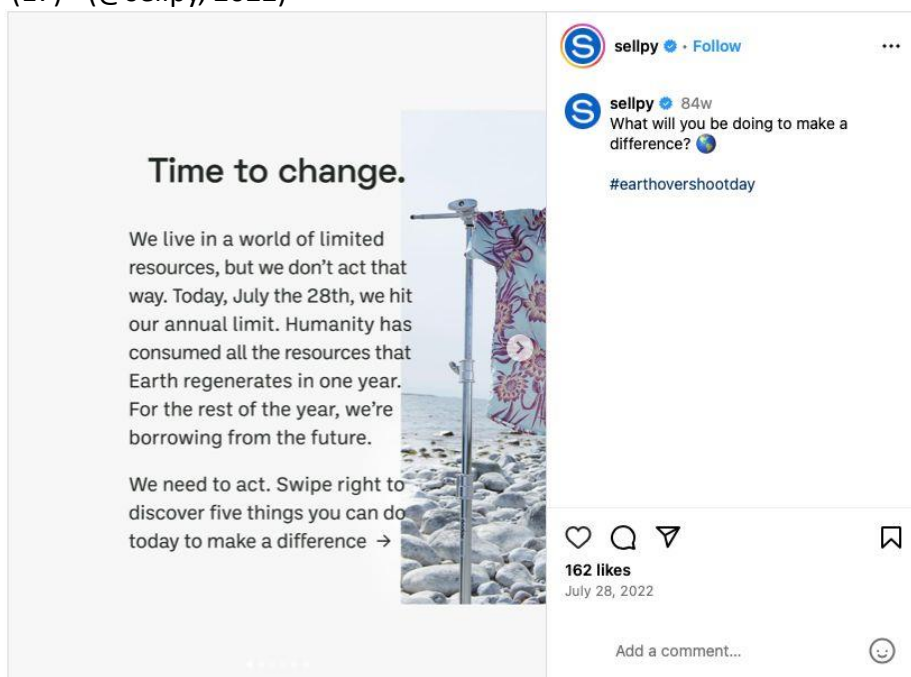 (@sellpy, 2022)
Time to change.
We live in a world of limited
resources, but we don't act that
way. Today, July the 28th, we hit
our annual limit. Humanity has
consumed all the resources that
Earth regenerates in one year.
For the rest of the year, we're
borrowing from the future.
We need to act. Swipe right to
discover five things you can do
today to make a difference →
S sellpy · Follow
S sellpy 84w
What will you be doing to make a
difference? 🌎
#earthovershootday
162 likes
July 28, 2022
Add a comment...